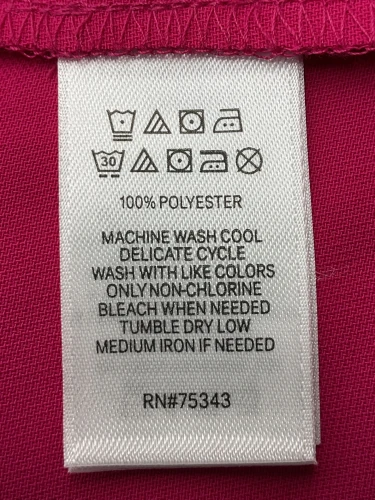 30
100% POLYESTER
MACHINE WASH COOL
DELICATE CYCLE
WASH WITH LIKE COLORS
ONLY NON-CHLORINE
BLEACH WHEN NEEDED
TUMBLE DRY LOW
MEDIUM IRON IF NEEDED
RN#75343